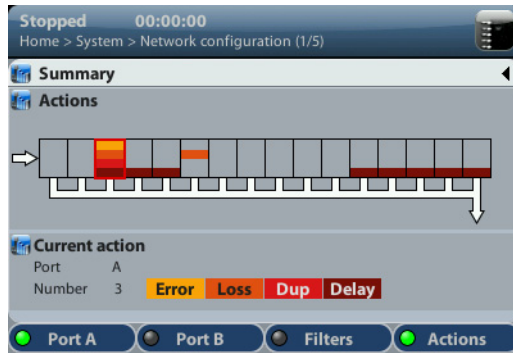 Stopped 00:00:00
Home > System > Network configuration (1/5)
Summary
Actions
Current action
Port A
Number 3 Error Loss Dup Delay
Port A Port B Filters Actions